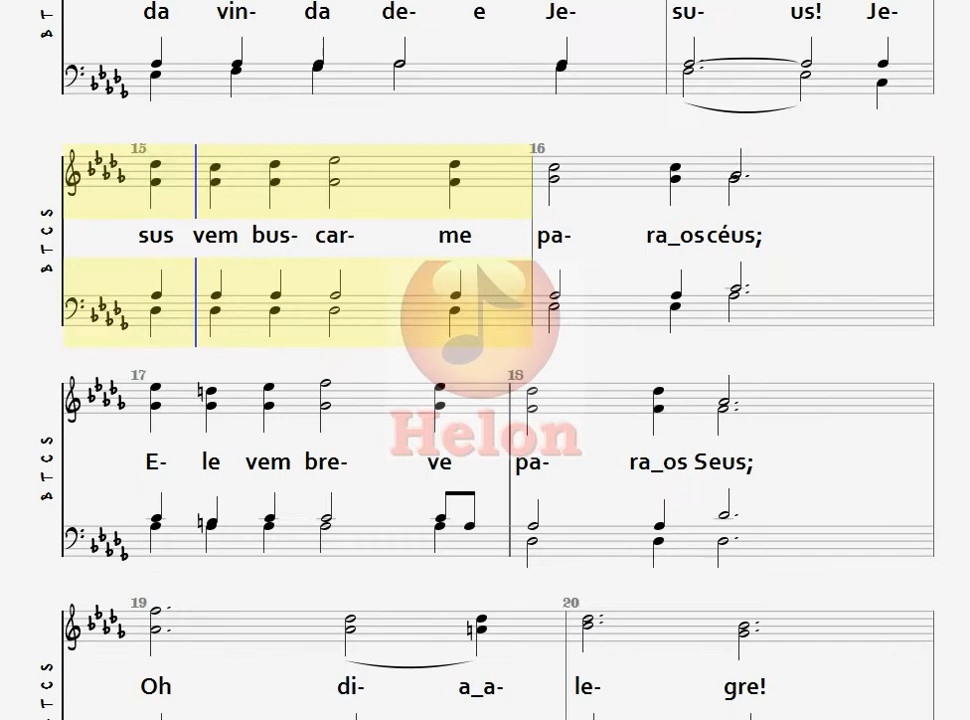 da vin- da de- e Je- su- us! Je-
B T
15 16
B T C S
sus vem bus- car- me pa- ra_os céus;
17 18
B T C S
E- le vem bre- ve pa- ra_os Seus;
Helon
19 20
T C S
Oh di- a_a- le- gre!